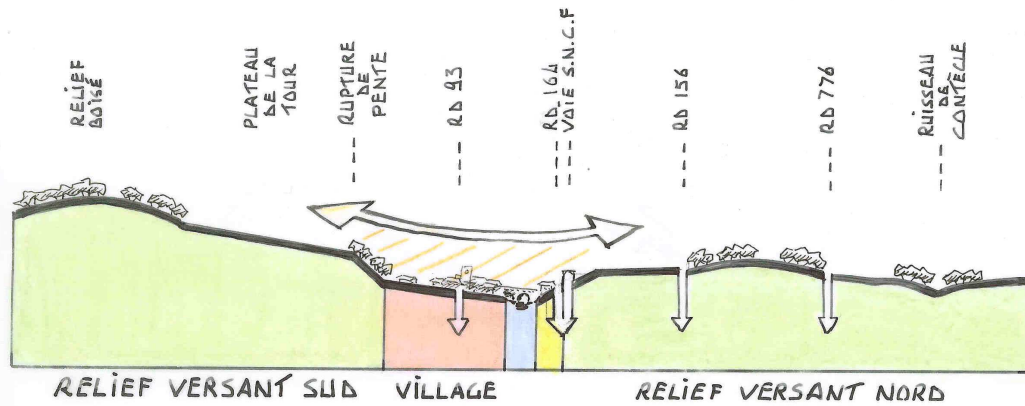 RELIEF
BOISÉ
PLATEAU
DE LA
TOUR
RUPTURE
DE
PENTE
RD 93
RD 164
VOIE S.N.C.F
RD 156
RD 776
RUISSEAU
DE
CONTÈCLE
RELIEF VERSANT SUD
VILLAGE
RELIEF VERSANT NORD